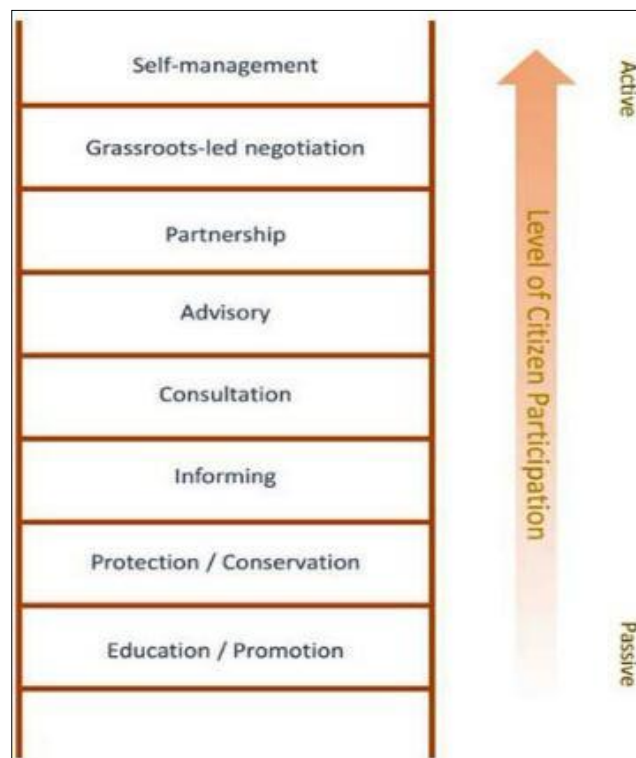 Self-management
Grassroots-led negotiation
Partnership
Advisory
Consultation
Informing
Protection / Conservation
Education / Promotion
Level of Citizen Participation
Active
Passive